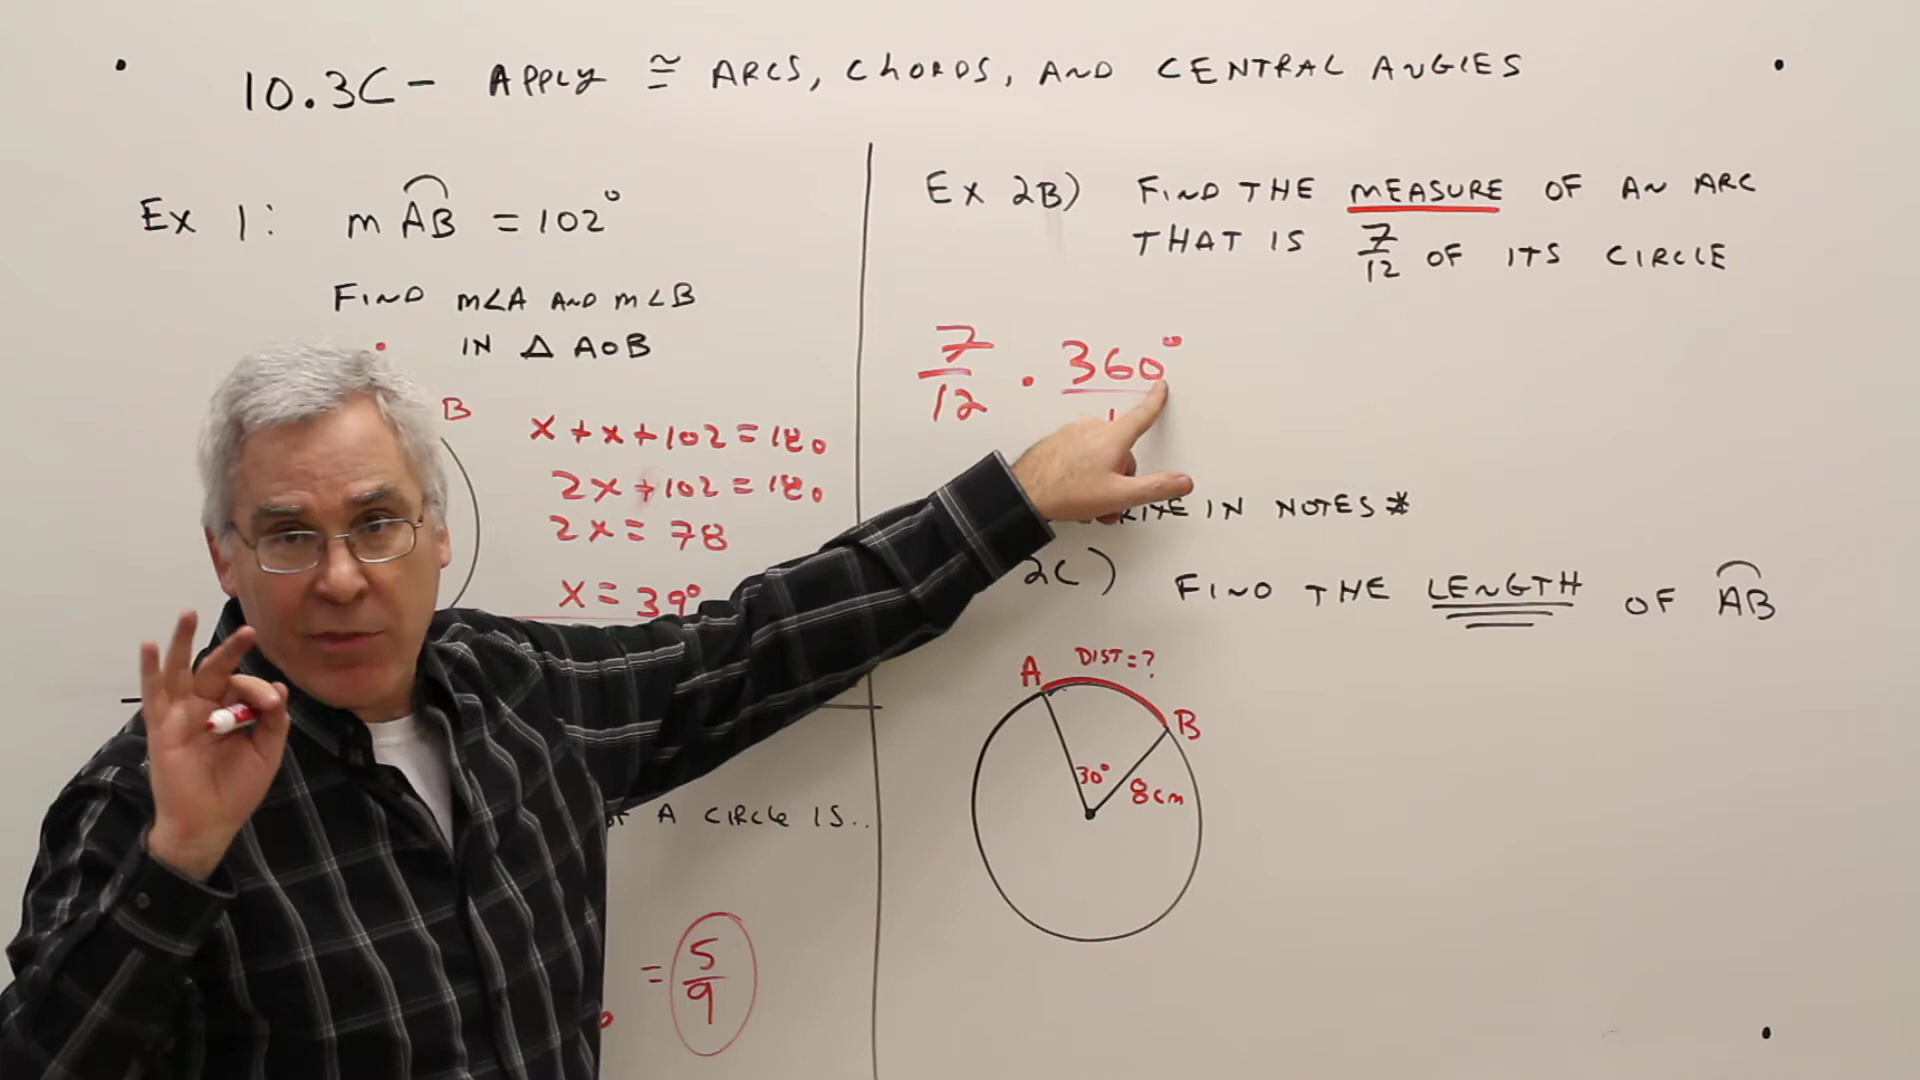 10.3C - APPLY ≅ ARCS, CHORDS, AND CENTRAL ANGLES
Ex 1: m AB = 102°
FIND m∠A AND m∠B
IN △ AOB
B
x + x + 102 = 180
2x + 102 = 180
2x = 78
x = 39°
A CIRCLE IS..
= 5/9
Ex 2B) FIND THE MEASURE OF AN ARC
THAT IS 7/12 OF ITS CIRCLE
7/12 · 360°
IN NOTES *
2C) FIND THE LENGTH OF AB
A DIST = ?
B
30°
8cm